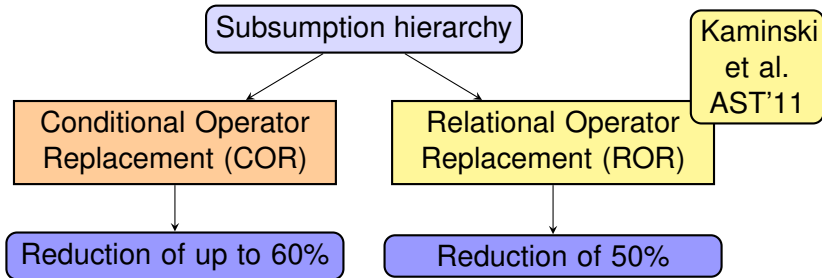 Subsumption hierarchy
Kaminski
et al.
AST'11
Conditional Operator
Replacement (COR)
Relational Operator
Replacement (ROR)
Reduction of up to 60%
Reduction of 50%